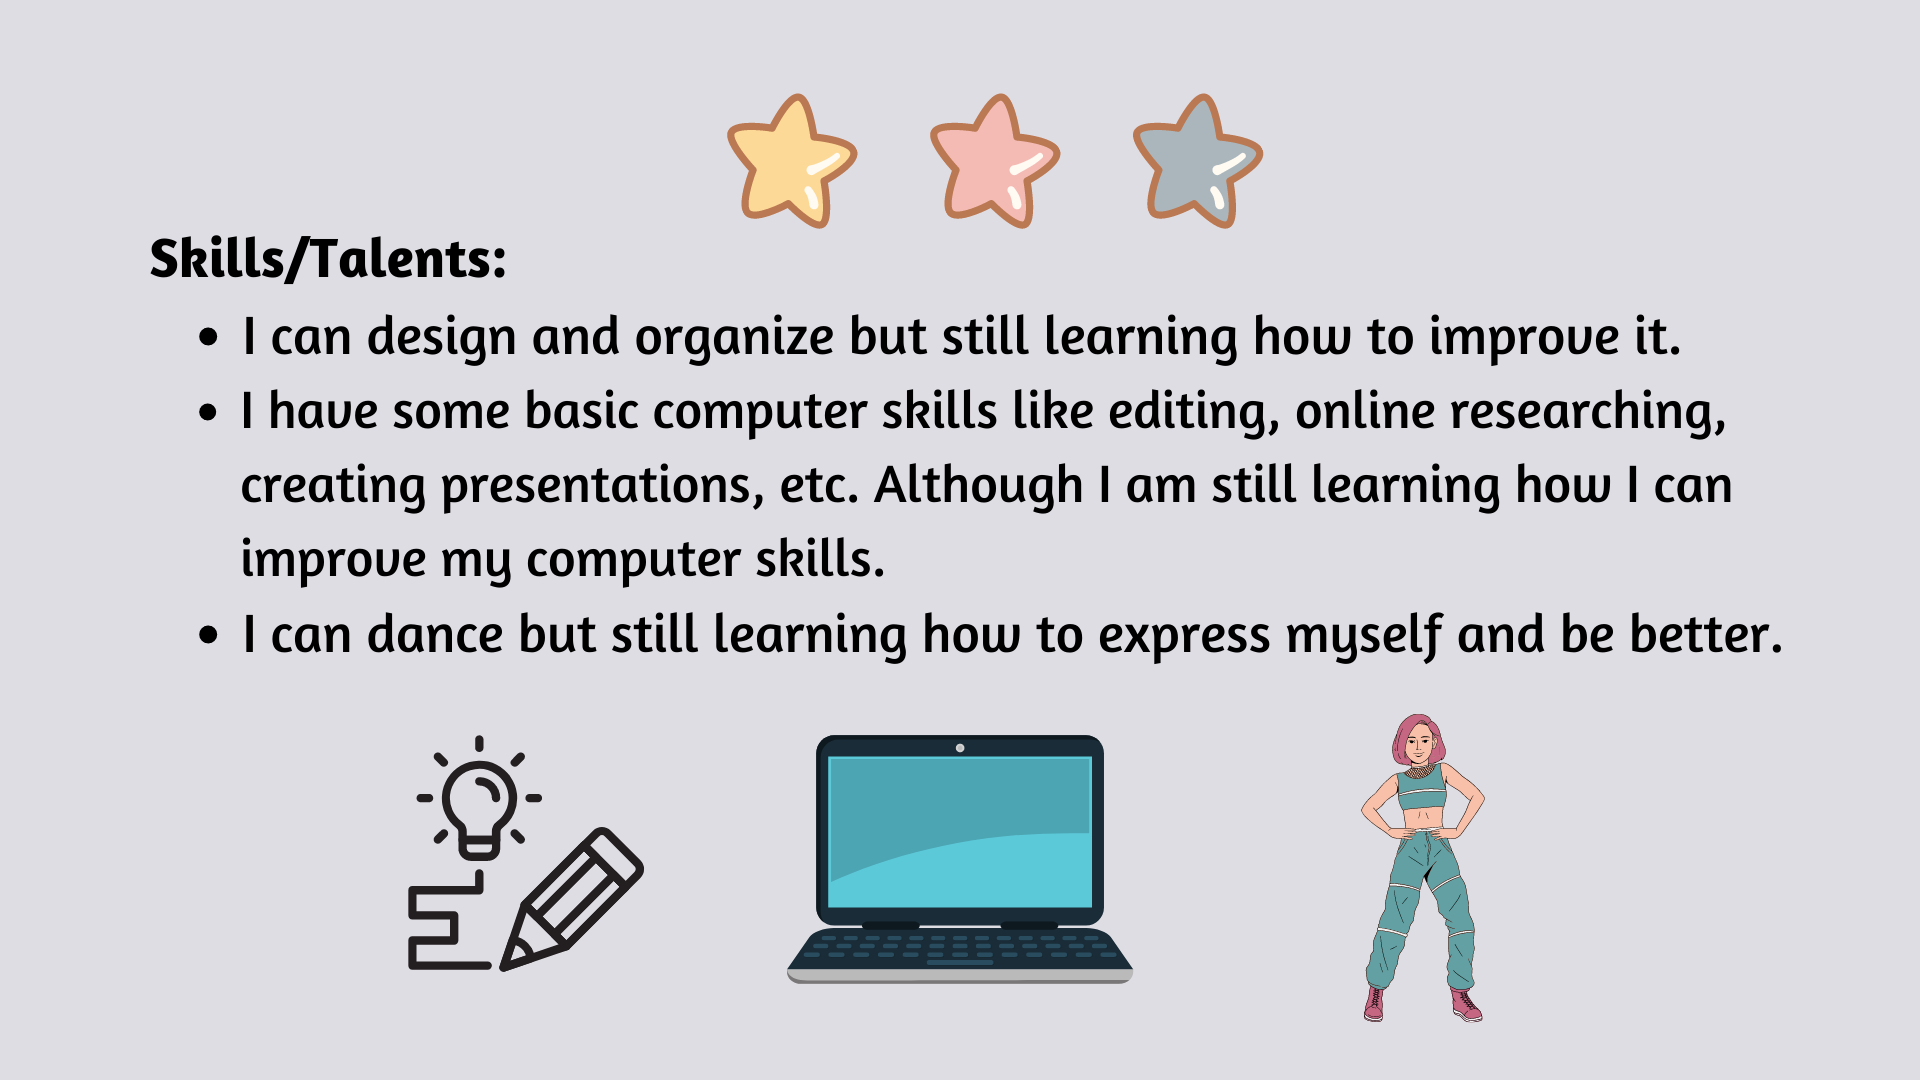 Skills/Talents:
• I can design and organize but still learning how to improve it.
• I have some basic computer skills like editing, online researching,
creating presentations, etc. Although I am still learning how I can
improve my computer skills.
• I can dance but still learning how to express myself and be better.